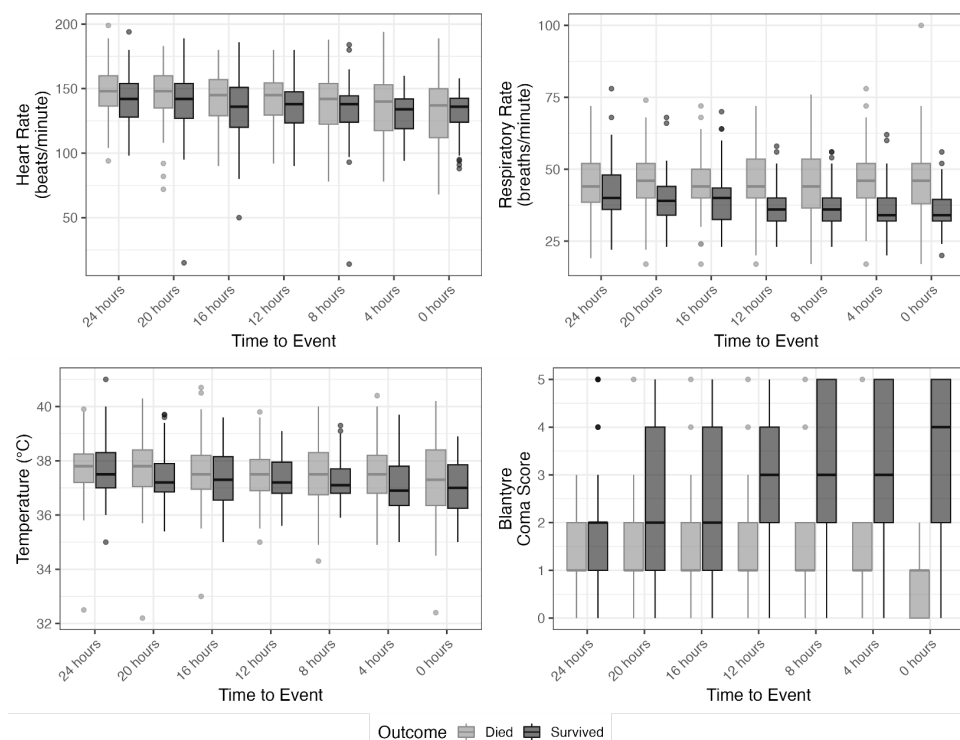 200
150
100
50
Heart Rate
(beats/minute)
24 hours
20 hours
16 hours
12 hours
8 hours
4 hours
0 hours
Time to Event
100
75
50
25
Respiratory Rate
(breaths/minute)
24 hours
20 hours
16 hours
12 hours
8 hours
4 hours
0 hours
Time to Event
40
38
36
34
32
Temperature (°C)
24 hours
20 hours
16 hours
12 hours
8 hours
4 hours
0 hours
Time to Event
5
4
3
2
1
0
Blantyre
Coma Score
24 hours
20 hours
16 hours
12 hours
8 hours
4 hours
0 hours
Time to Event
Outcome Died Survived